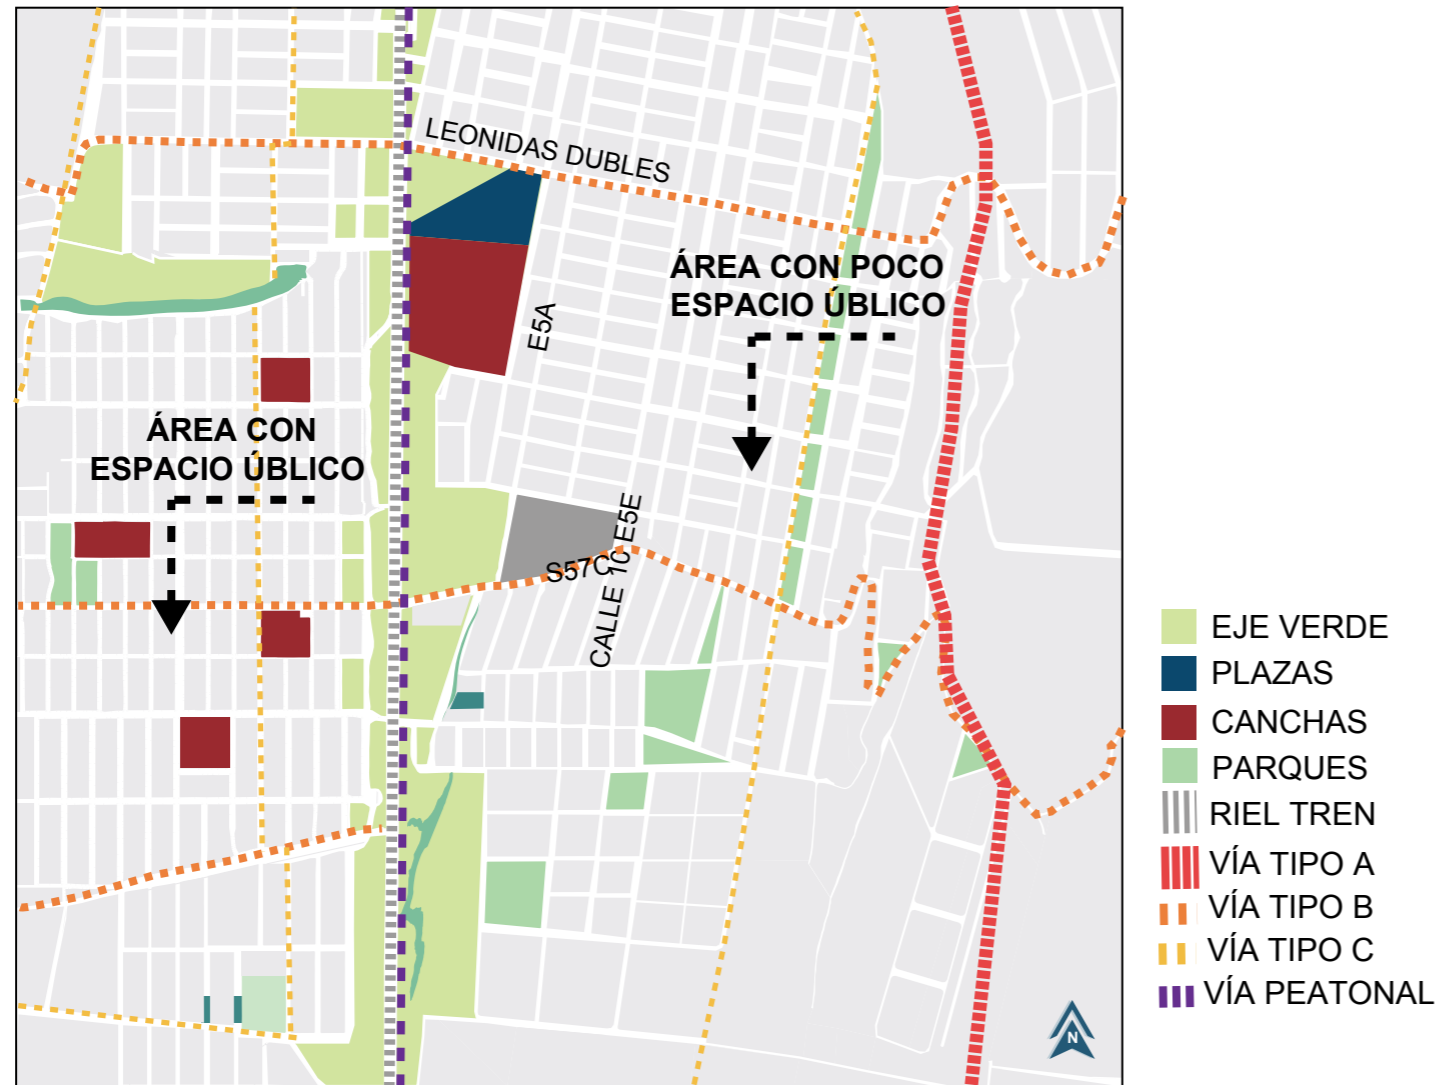 LEONIDAS DUBLES
ÁREA CON POCO
ESPACIO ÚBLICO
E5A
ÁREA CON
ESPACIO ÚBLICO
E5E
S57C
CALLE 1C
EJE VERDE
PLAZAS
CANCHAS
PARQUES
RIEL TREN
VÍA TIPO A
VÍA TIPO B
VÍA TIPO C
VÍA PEATONAL
N